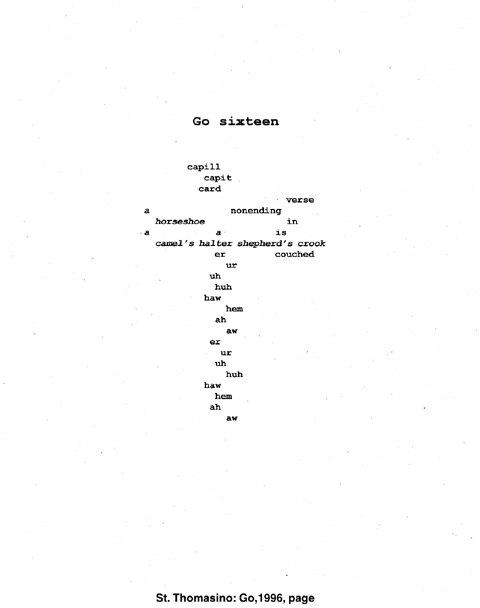 Go sixteen
capill
capit
card
verse
a nonending
horseshoe in
a a is
camel's halter shepherd's crook
er couched
ur
uh
huh
haw
hem
ah
aw
er
ur
uh
huh
haw
hem
ah
aw
St. Thomasino: Go,1996, page